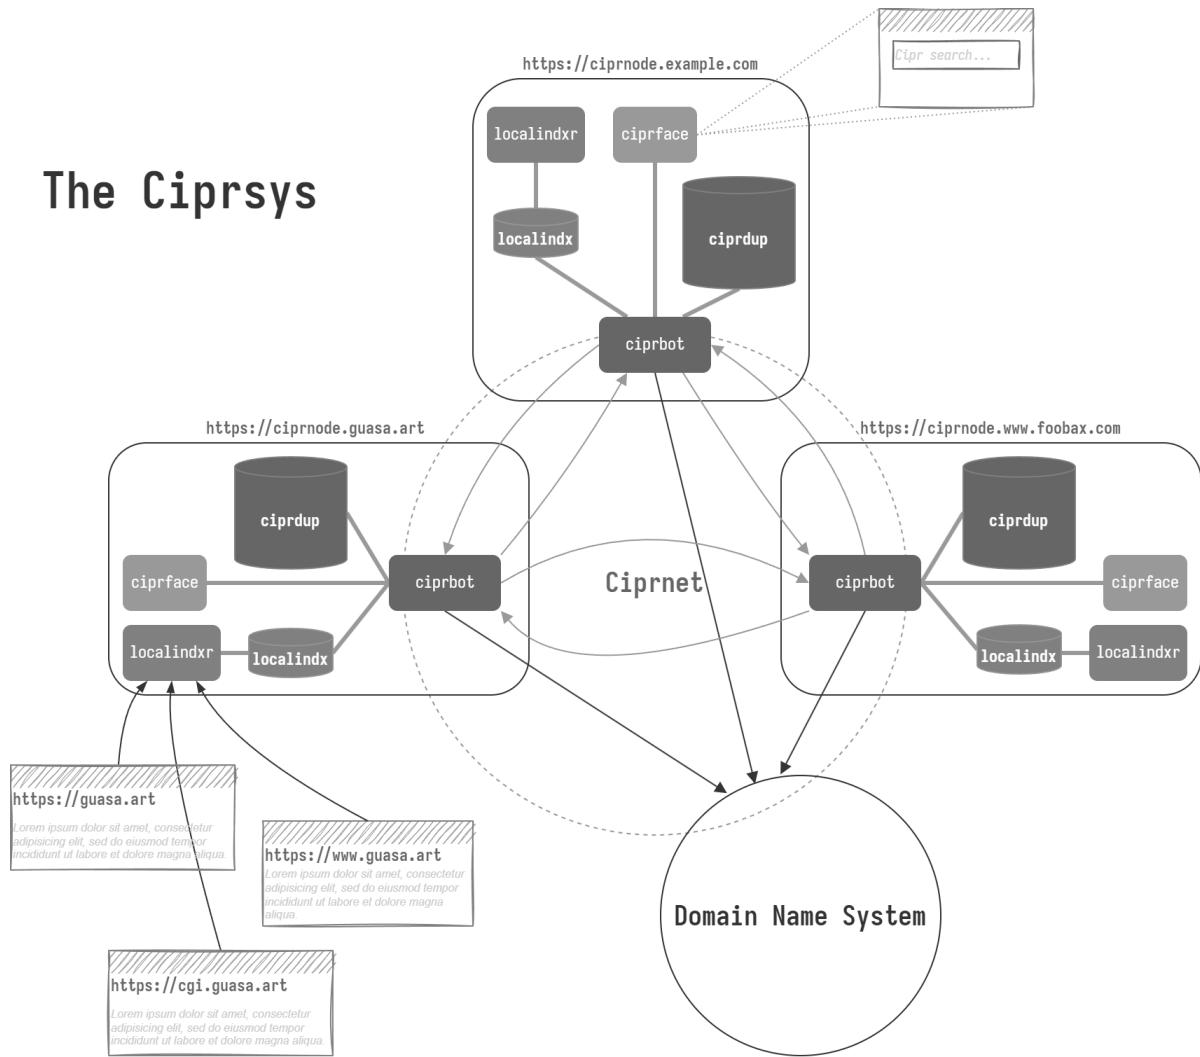 https://ciprnode.example.com
Cipr search...
localindxr
ciprface
The Ciprsys
localindx
ciprdup
ciprbot
https://ciprnode.guasa.art
https://ciprnode.www.foobax.com
ciprdup
ciprface
ciprbot
localindxr
localindx
Ciprnet
ciprdup
ciprbot
ciprface
localindx
localindxr
https://guasa.art
Lorem ipsum dolor sit amet, consectetur
adipisicing elit, sed do eiusmod tempor
incididunt ut labore et dolore magna aliqua.
https://www.guasa.art
Lorem ipsum dolor sit amet, consectetur
adipisicing elit, sed do eiusmod tempor
incididunt ut labore et dolore magna
aliqua.
https://cgi.guasa.art
Lorem ipsum dolor sit amet, consectetur
adipisicing elit, sed do eiusmod tempor
incididunt ut labore et dolore magna aliqua.
Domain Name System